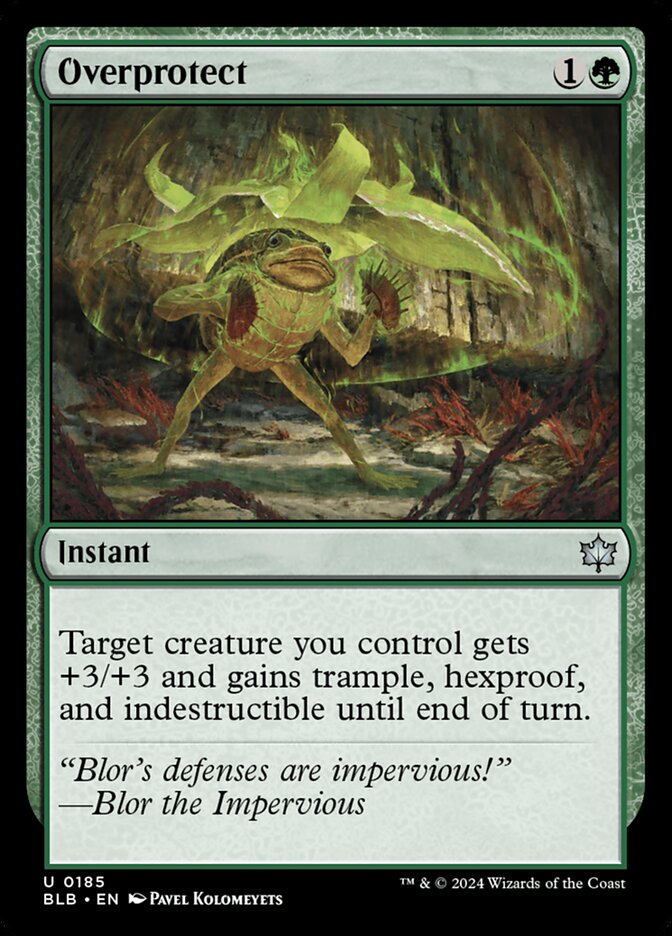 Overprotect 1
Instant
Target creature you control gets
+3/+3 and gains trample, hexproof,
and indestructible until end of turn.
“Blor’s defenses are impervious!”
—Blor the Impervious
U 0185
BLB • EN Pavel Kolomeyets
™ & © 2024 Wizards of the Coast